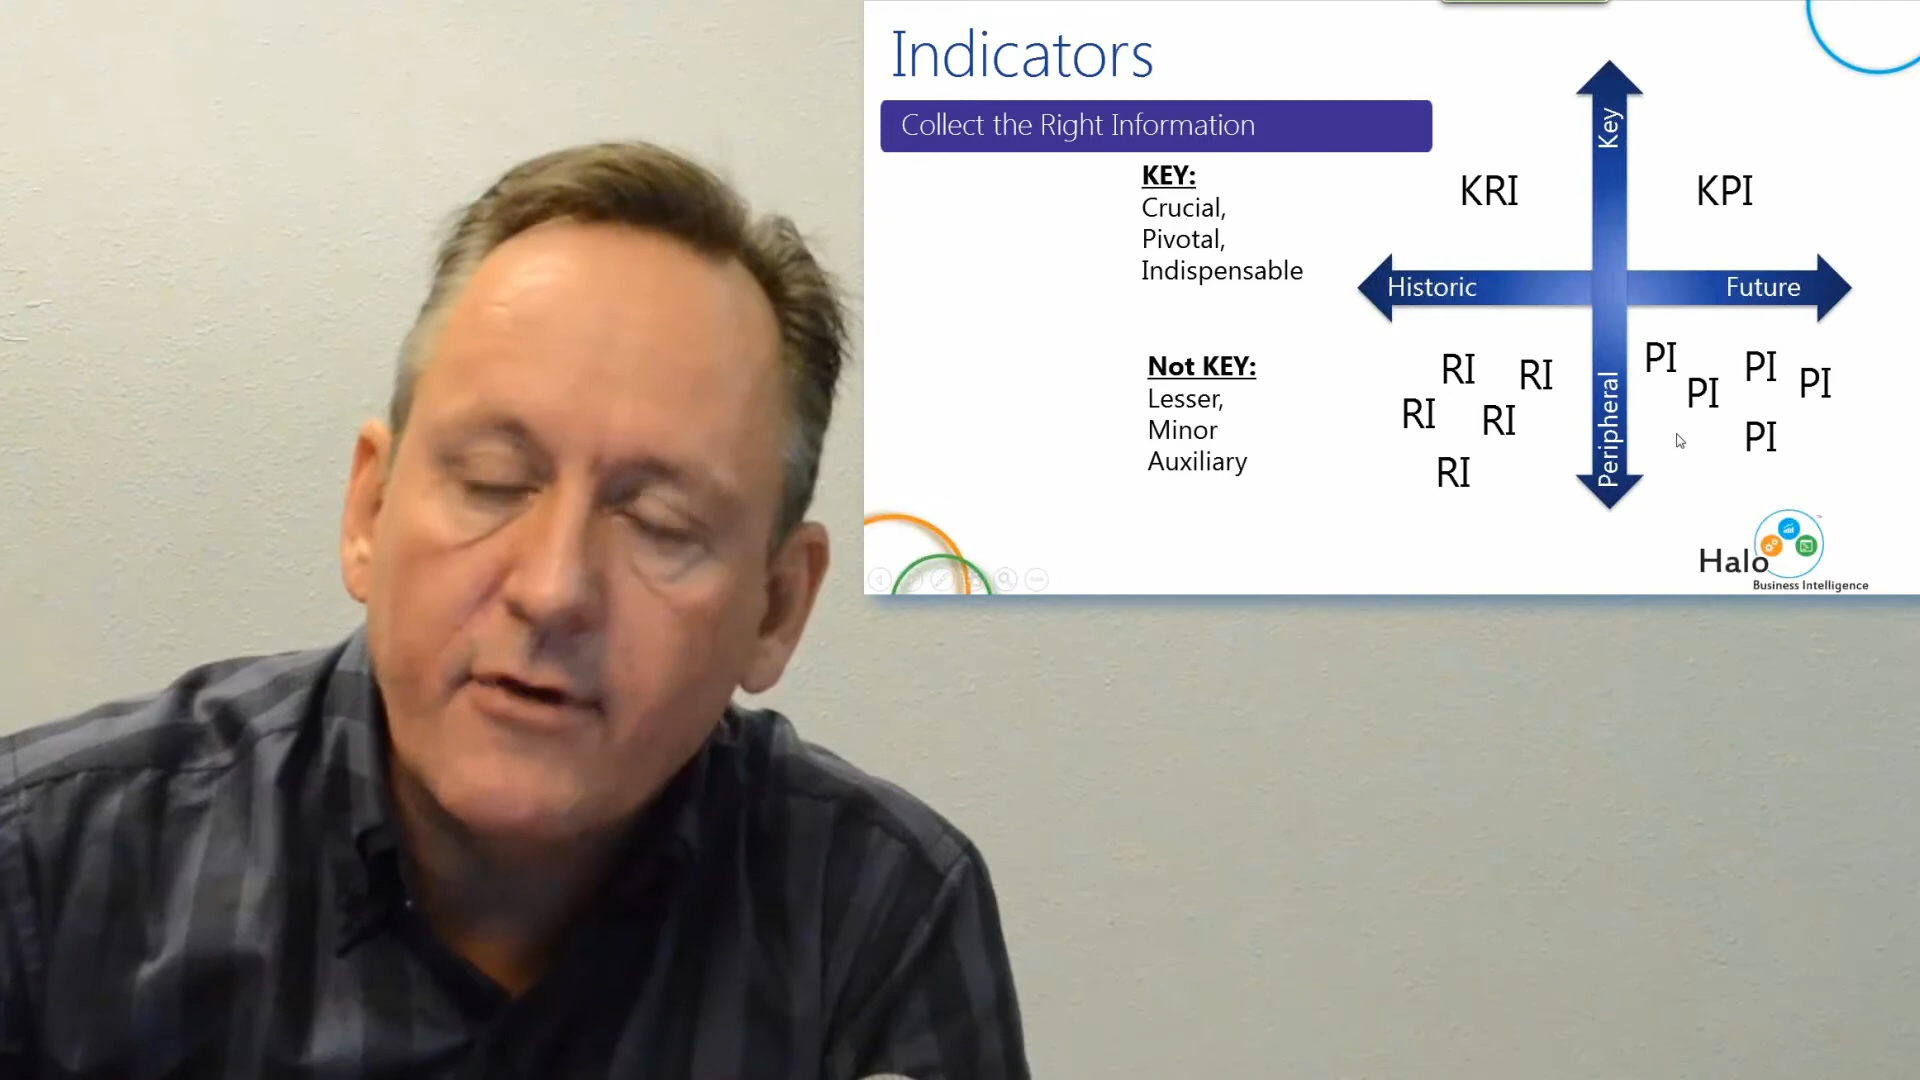 Indicators
Collect the Right Information
KEY:
Crucial,
Pivotal,
Indispensable
Not KEY:
Lesser,
Minor
Auxiliary
Key
KRI
KPI
Historic
Future
Peripheral
RI
RI
RI
RI
RI
PI
PI
PI
PI
PI
Halo
Business Intelligence